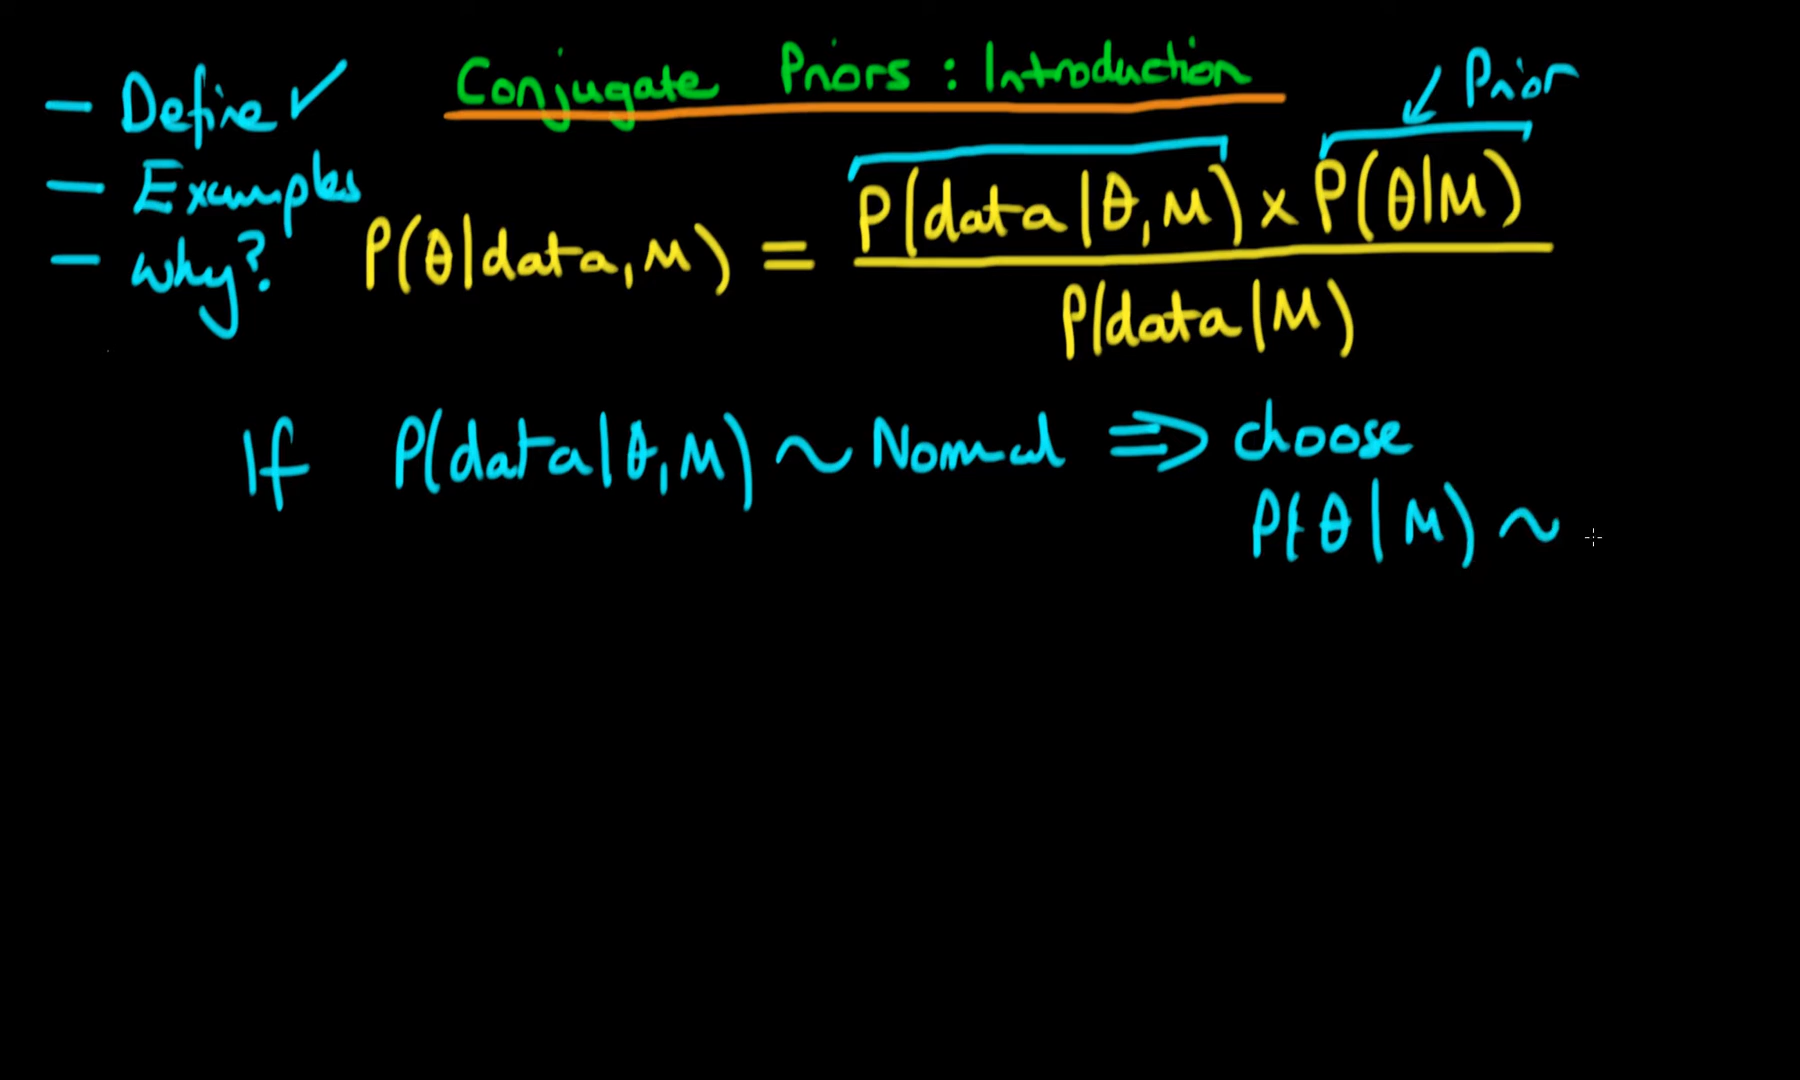 Conjugate Priors : Introduction
– Define ✓
– Examples
– Why?
Prior
P(θ|data, M) = P(data|θ, M) × P(θ|M)
P(data|M)
If P(data|θ, M) ~ Normal ⇒ choose
P(θ|M) ~